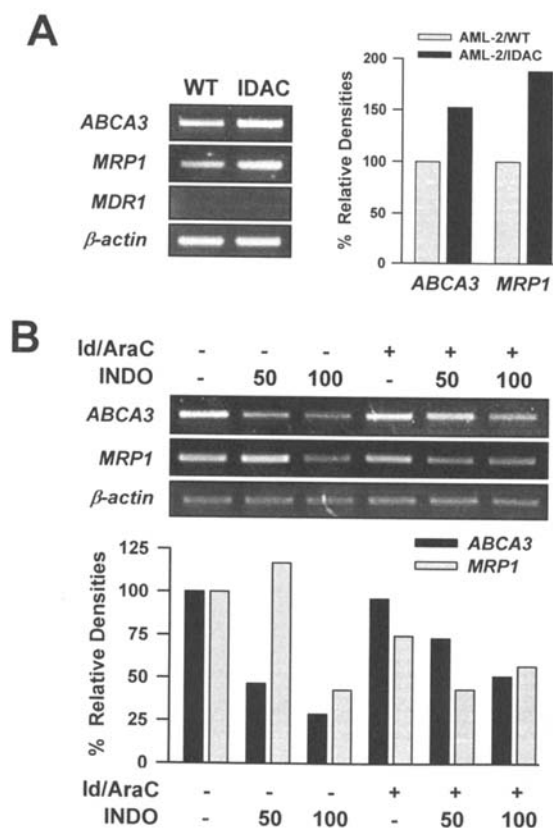 A
WT IDAC
ABCA3
MRP1
MDR1
β-actin
AML-2/WT
AML-2/IDAC
% Relative Densities
200
150
100
50
0
ABCA3 MRP1
B
Id/AraC - - - + + +
INDO - 50 100 - 50 100
ABCA3
MRP1
β-actin
ABCA3
MRP1
% Relative Densities
125
100
75
50
25
0
Id/AraC - - - + + +
INDO - 50 100 - 50 100